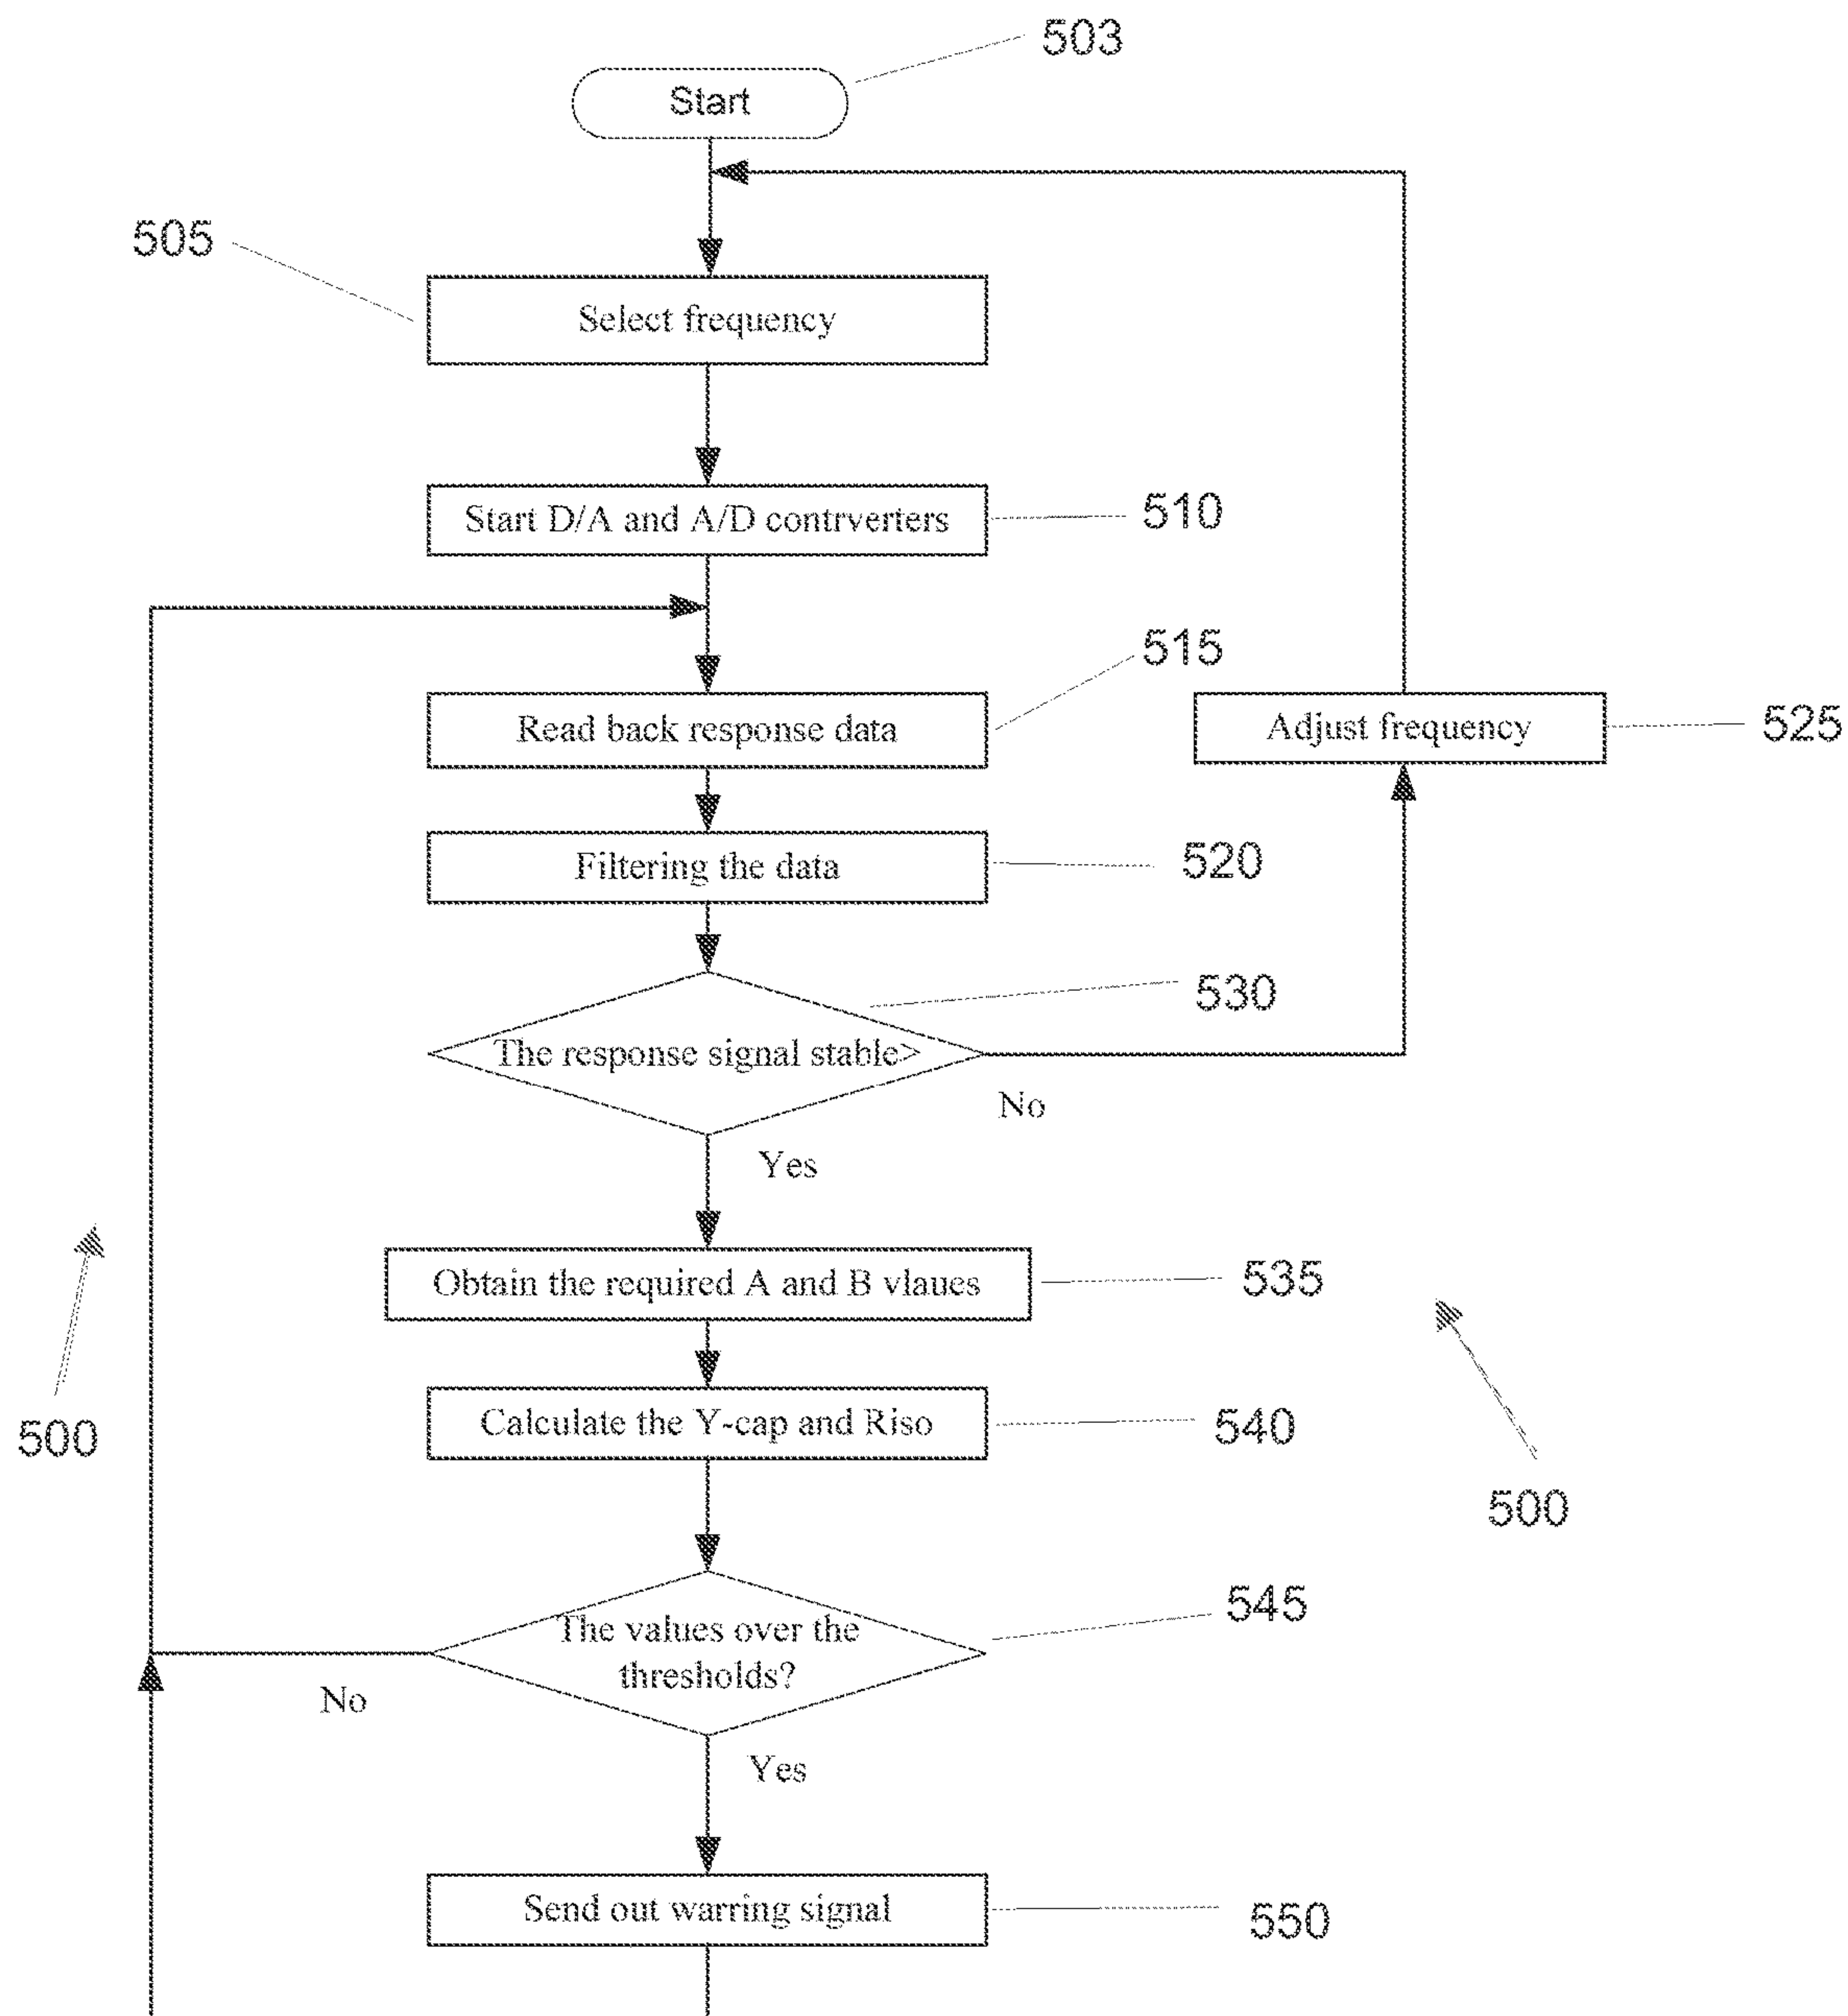 503
Start
505
Select frequency
Start D/A and A/D contrverters
510
515
Read back response data
Adjust frequency
525
Filtering the data
520
530
The response signal stable>
No
Yes
Obtain the required A and B vlaues
535
500
Calculate the Y-cap and Riso
540
500
545
The values over the
thresholds?
No
Yes
Send out warring signal
550